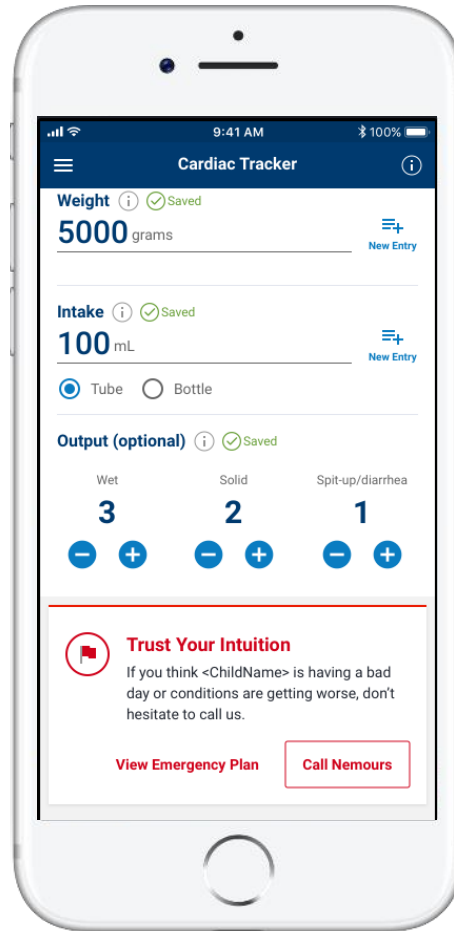 9:41 AM 100%
Cardiac Tracker
Weight Saved
5000 grams
New Entry
Intake Saved
100 mL
New Entry
Tube Bottle
Output (optional) Saved
Wet Solid Spit-up/diarrhea
3 2 1
Trust Your Intuition
If you think <ChildName> is having a bad
day or conditions are getting worse, don't
hesitate to call us.
View Emergency Plan Call Nemours